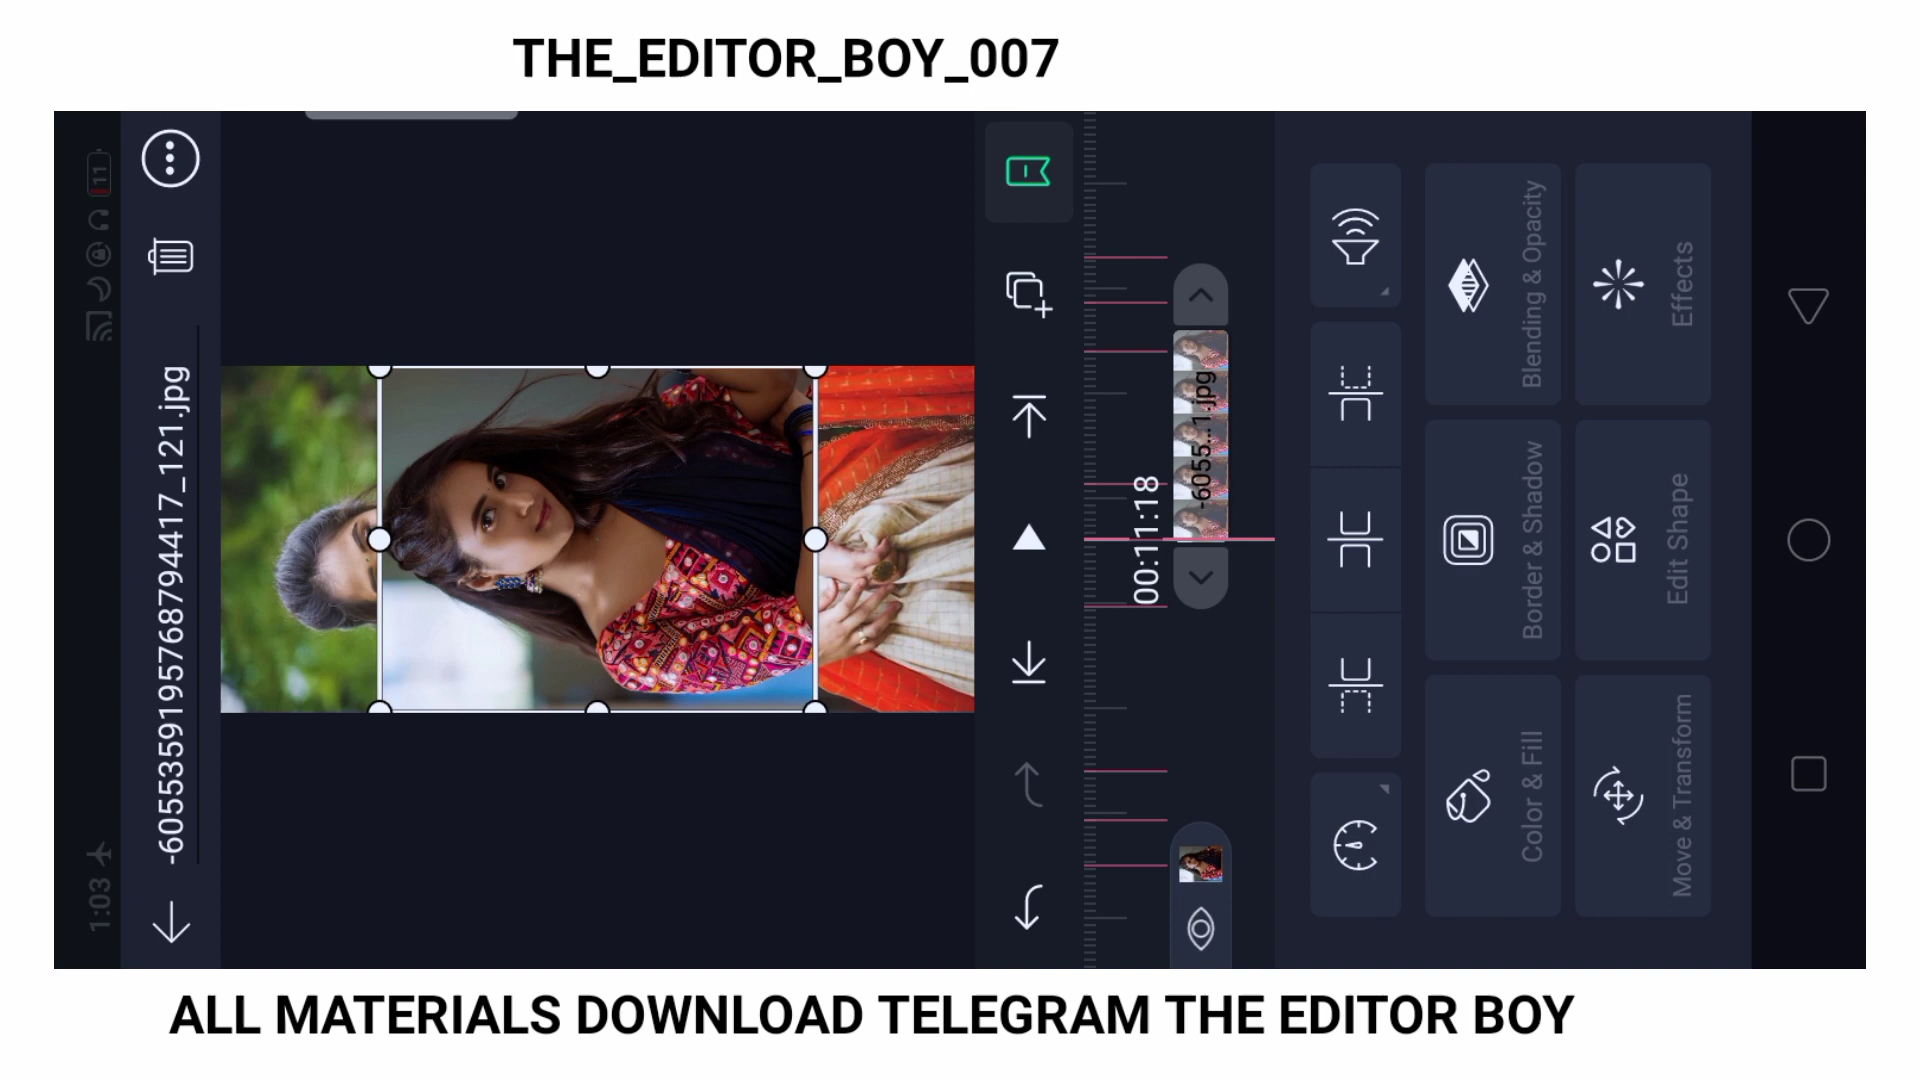 THE_EDITOR_BOY_007
1:03
11
-6055359195768794417_121.jpg
00:11:18
-6055...1.jpg
Color & Fill
Border & Shadow
Blending & Opacity
Move & Transform
Edit Shape
Effects
ALL MATERIALS DOWNLOAD TELEGRAM THE EDITOR BOY